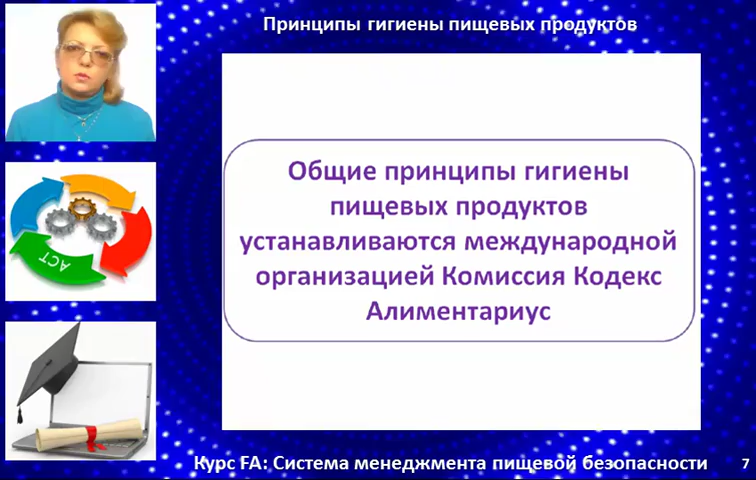 Принципы гигиены пищевых продуктов
Общие принципы гигиены
пищевых продуктов
устанавливаются международной
организацией Комиссия Кодекс
Алиментариус
ACT
Курс FA: Система менеджмента пищевой безопасности
7